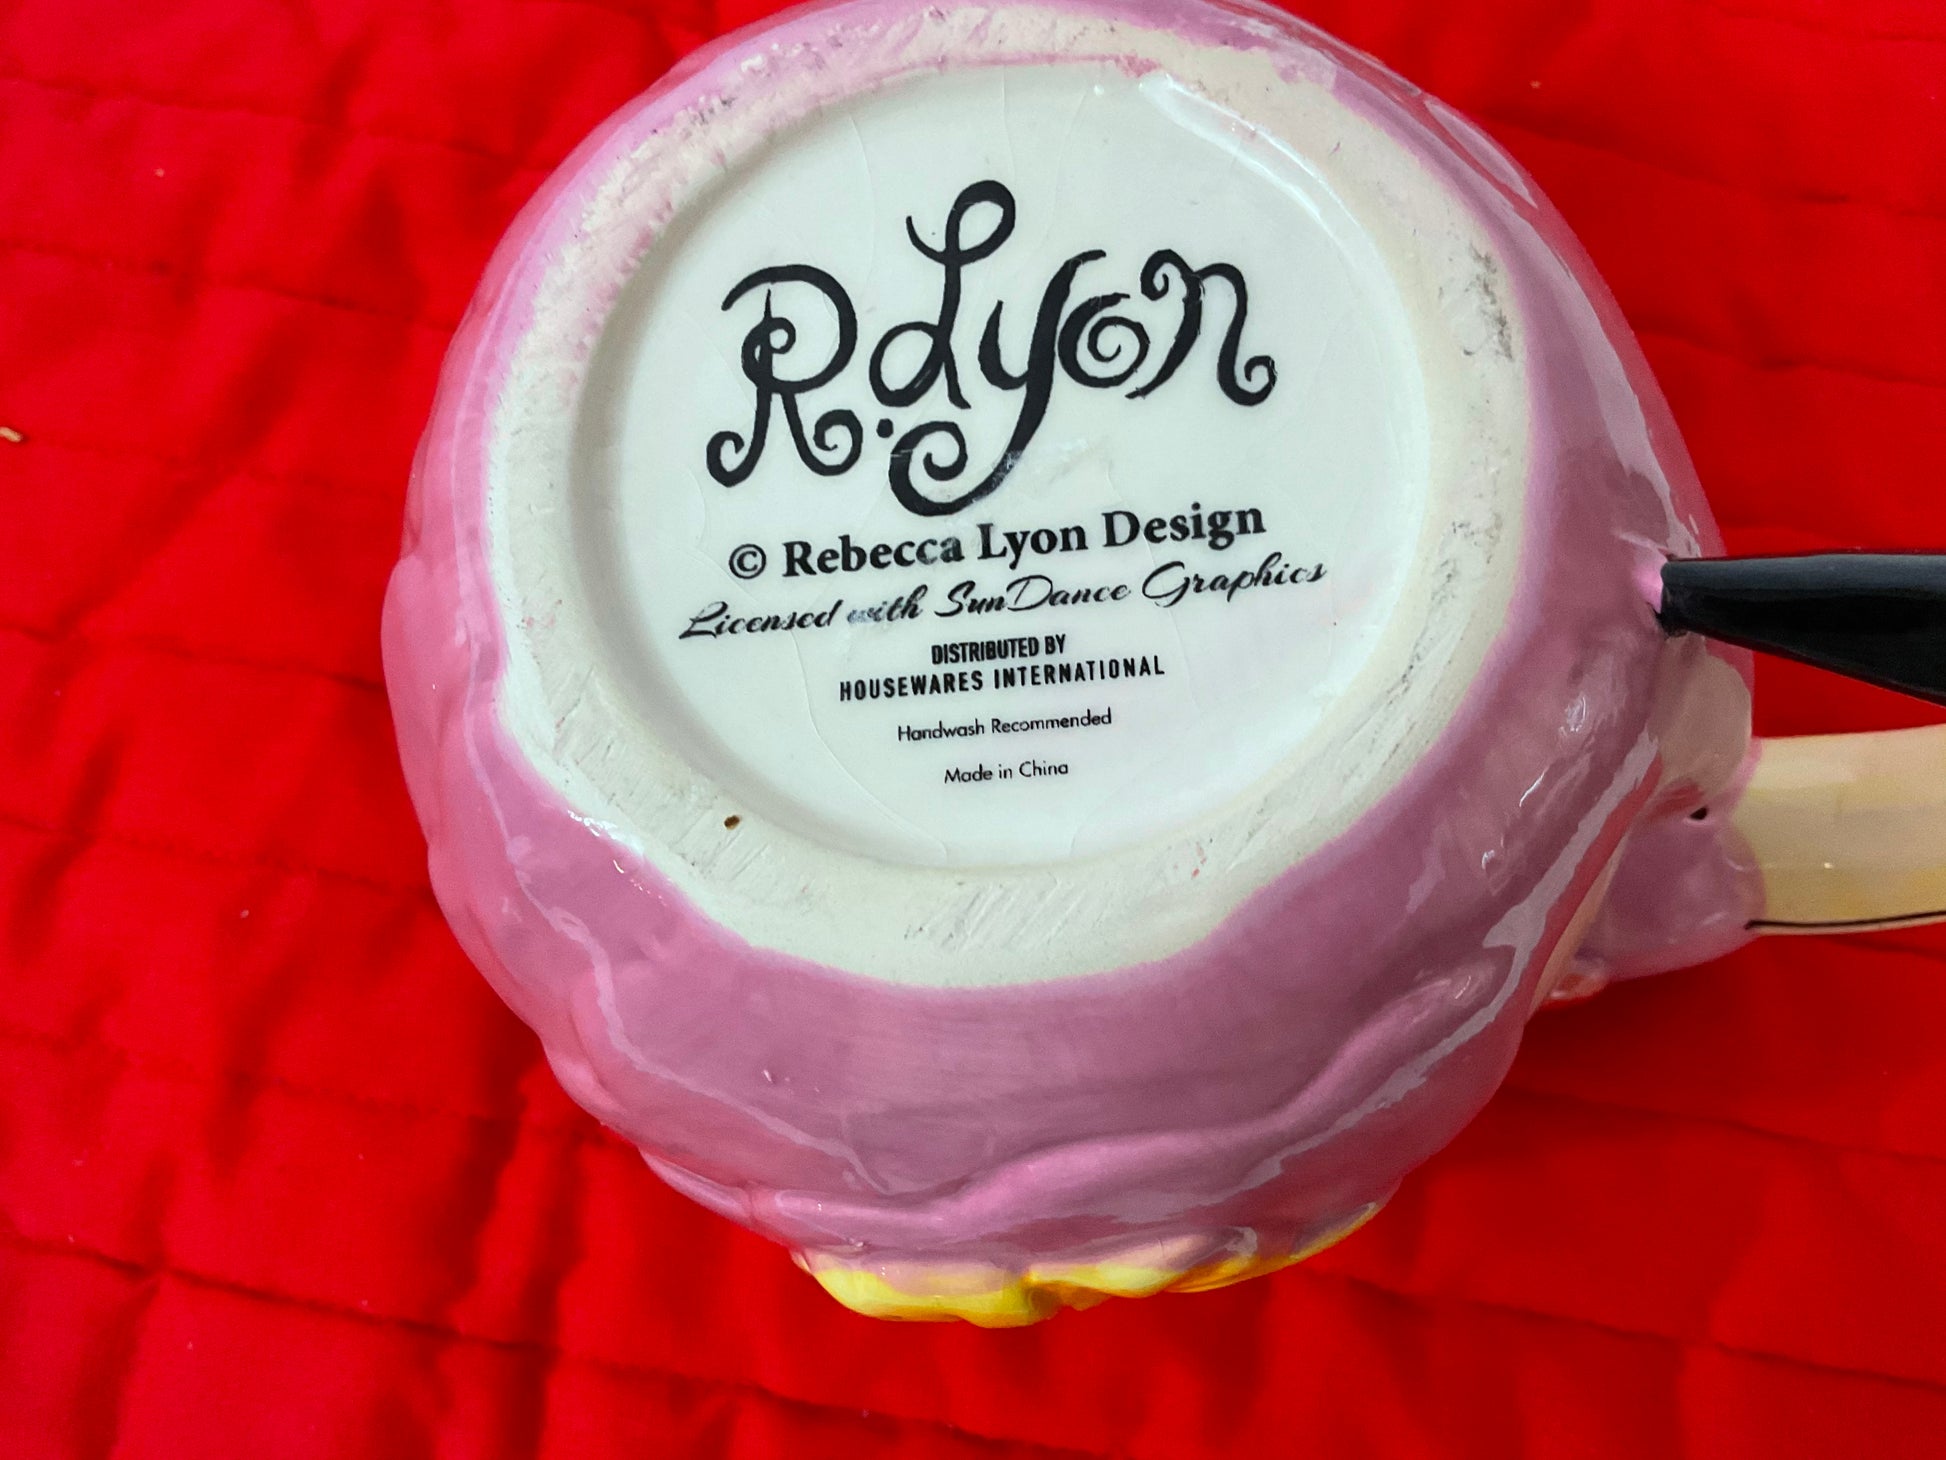 R. Lyon
© Rebecca Lyon Design
Licensed with SunDance Graphics
DISTRIBUTED BY
HOUSEWARES INTERNATIONAL
Handwash Recommended
Made in China